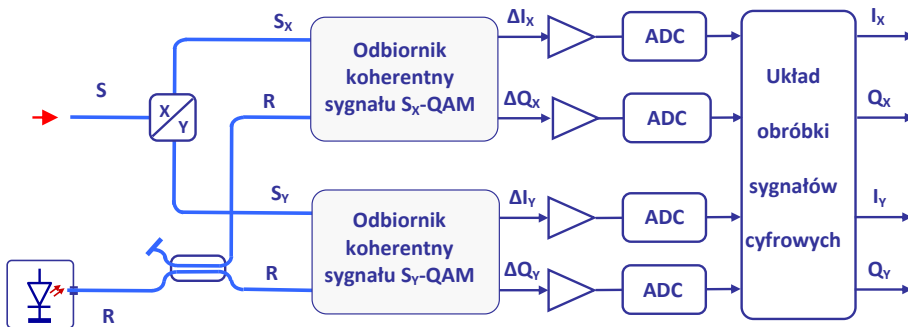 S
X
Y
S_X
R
S_Y
R
R
Odbiornik
koherentny
sygnału S_X-QAM
Odbiornik
koherentny
sygnału S_Y-QAM
ΔI_X
ΔQ_X
ΔI_Y
ΔQ_Y
ADC
ADC
ADC
ADC
Układ
obróbki
sygnałów
cyfrowych
I_X
Q_X
I_Y
Q_Y